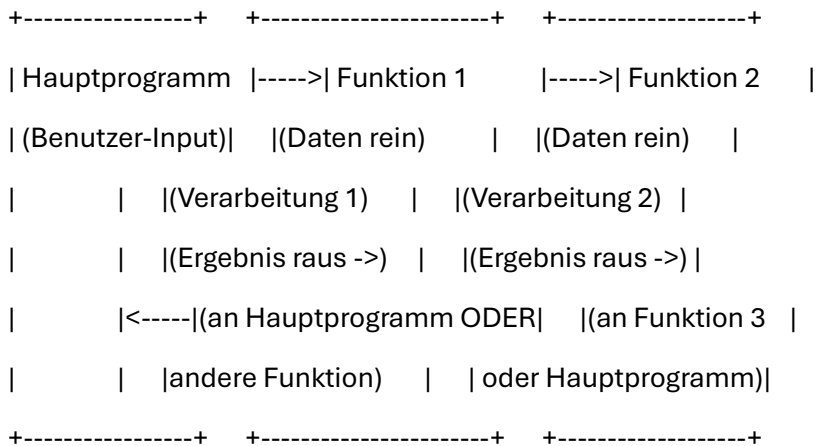 +-----------------+ +-----------------------+ +-------------------+
| Hauptprogramm |----->| Funktion 1 |----->| Funktion 2 |
| (Benutzer-Input)| |(Daten rein) | |(Daten rein) |
| | |(Verarbeitung 1) | |(Verarbeitung 2) |
| | |(Ergebnis raus ->) | |(Ergebnis raus ->) |
| |<-----|(an Hauptprogramm ODER| |(an Funktion 3 |
| | |andere Funktion) | | oder Hauptprogramm)|
+-----------------+ +-----------------------+ +-------------------+